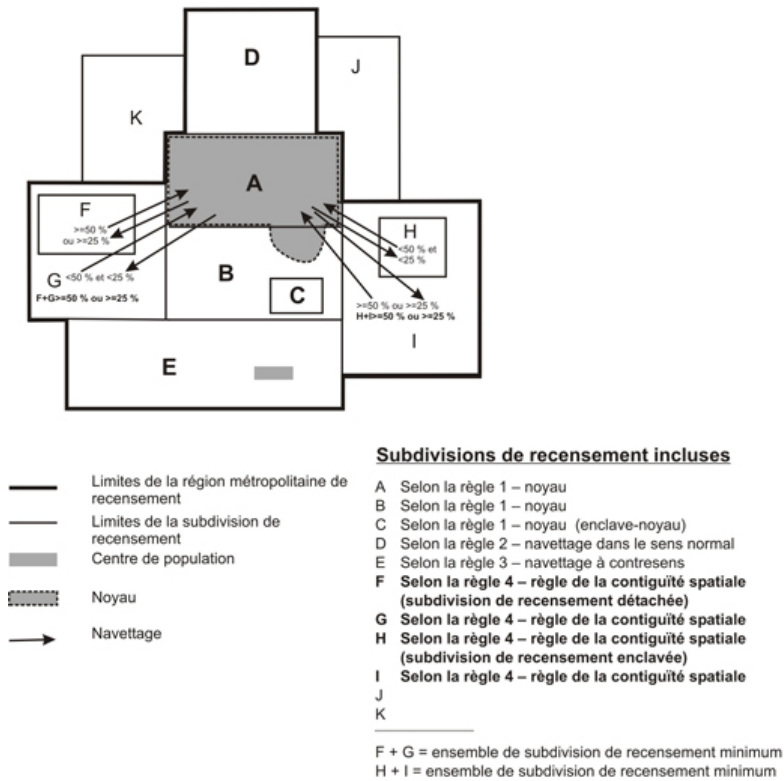 D
J
K
A
F
>=50 %
ou >=25 %
H
<50 % et
<25 %
B
G <50 % et <25 %
F+G>=50 % ou >=25 %
C
>=50 % ou >=25 %
H+I>=50 % ou >=25 %
I
E
Limites de la région métropolitaine de
recensement
Limites de la subdivision de
recensement
Centre de population
Noyau
Navettage
Subdivisions de recensement incluses
A Selon la règle 1 – noyau
B Selon la règle 1 – noyau
C Selon la règle 1 – noyau (enclave-noyau)
D Selon la règle 2 – navettage dans le sens normal
E Selon la règle 3 – navettage à contresens
F Selon la règle 4 – règle de la contiguïté spatiale
(subdivision de recensement détachée)
G Selon la règle 4 – règle de la contiguïté spatiale
H Selon la règle 4 – règle de la contiguïté spatiale
(subdivision de recensement enclavée)
I Selon la règle 4 – règle de la contiguïté spatiale
J
K
F + G = ensemble de subdivision de recensement minimum
H + I = ensemble de subdivision de recensement minimum